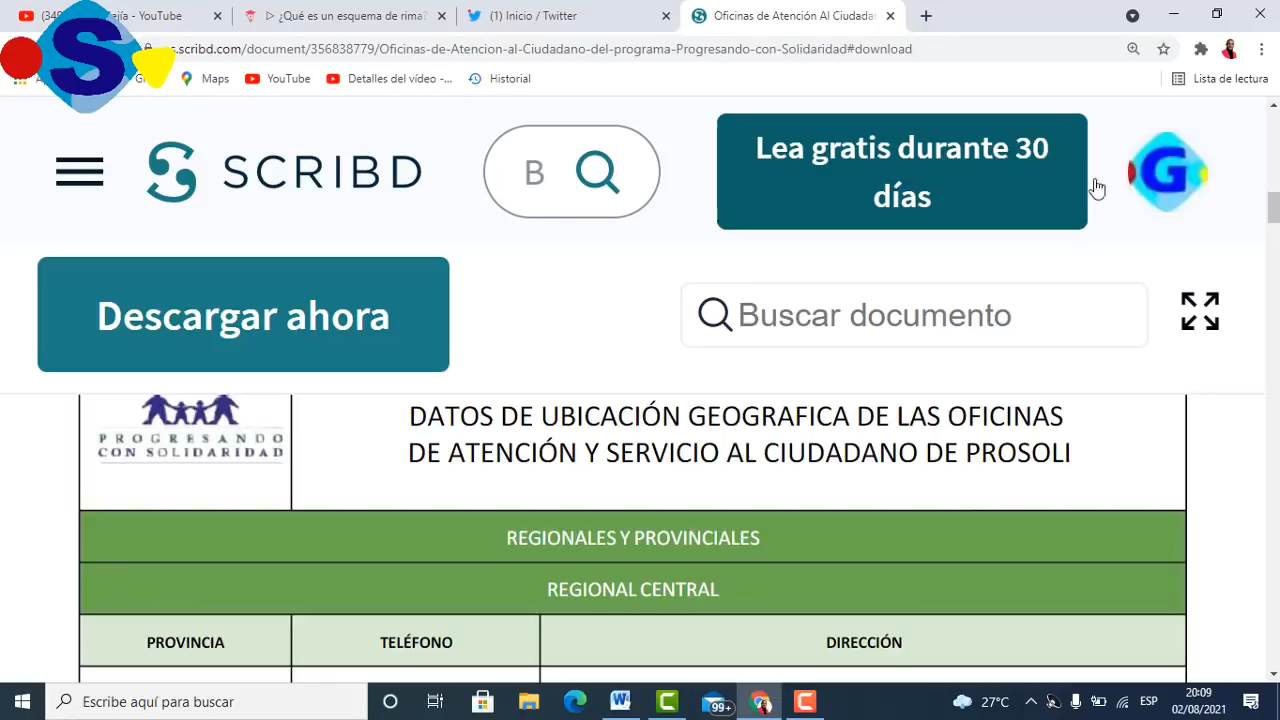 YouTube
▷ ¿Qué es un esquema de rima?
(1) Inicio / Twitter
Oficinas de Atención Al Ciudadan
S
scribd.com/document/356838779/Oficinas-de-Atencion-al-Ciudadano-del-programa-Progresando-con-Solidaridad#download
Maps
YouTube
Detalles del vídeo -...
Historial
Lista de lectura
SCRIBD
B
Lea gratis durante 30
días
G
Descargar ahora
Buscar documento
PROGRESANDO
CON SOLIDARIDAD
DATOS DE UBICACIÓN GEOGRAFICA DE LAS OFICINAS
DE ATENCIÓN Y SERVICIO AL CIUDADANO DE PROSOLI
REGIONALES Y PROVINCIALES
REGIONAL CENTRAL
PROVINCIA
TELÉFONO
DIRECCIÓN
Escribe aquí para buscar
99+
27°C
ESP
20:09
02/08/2021